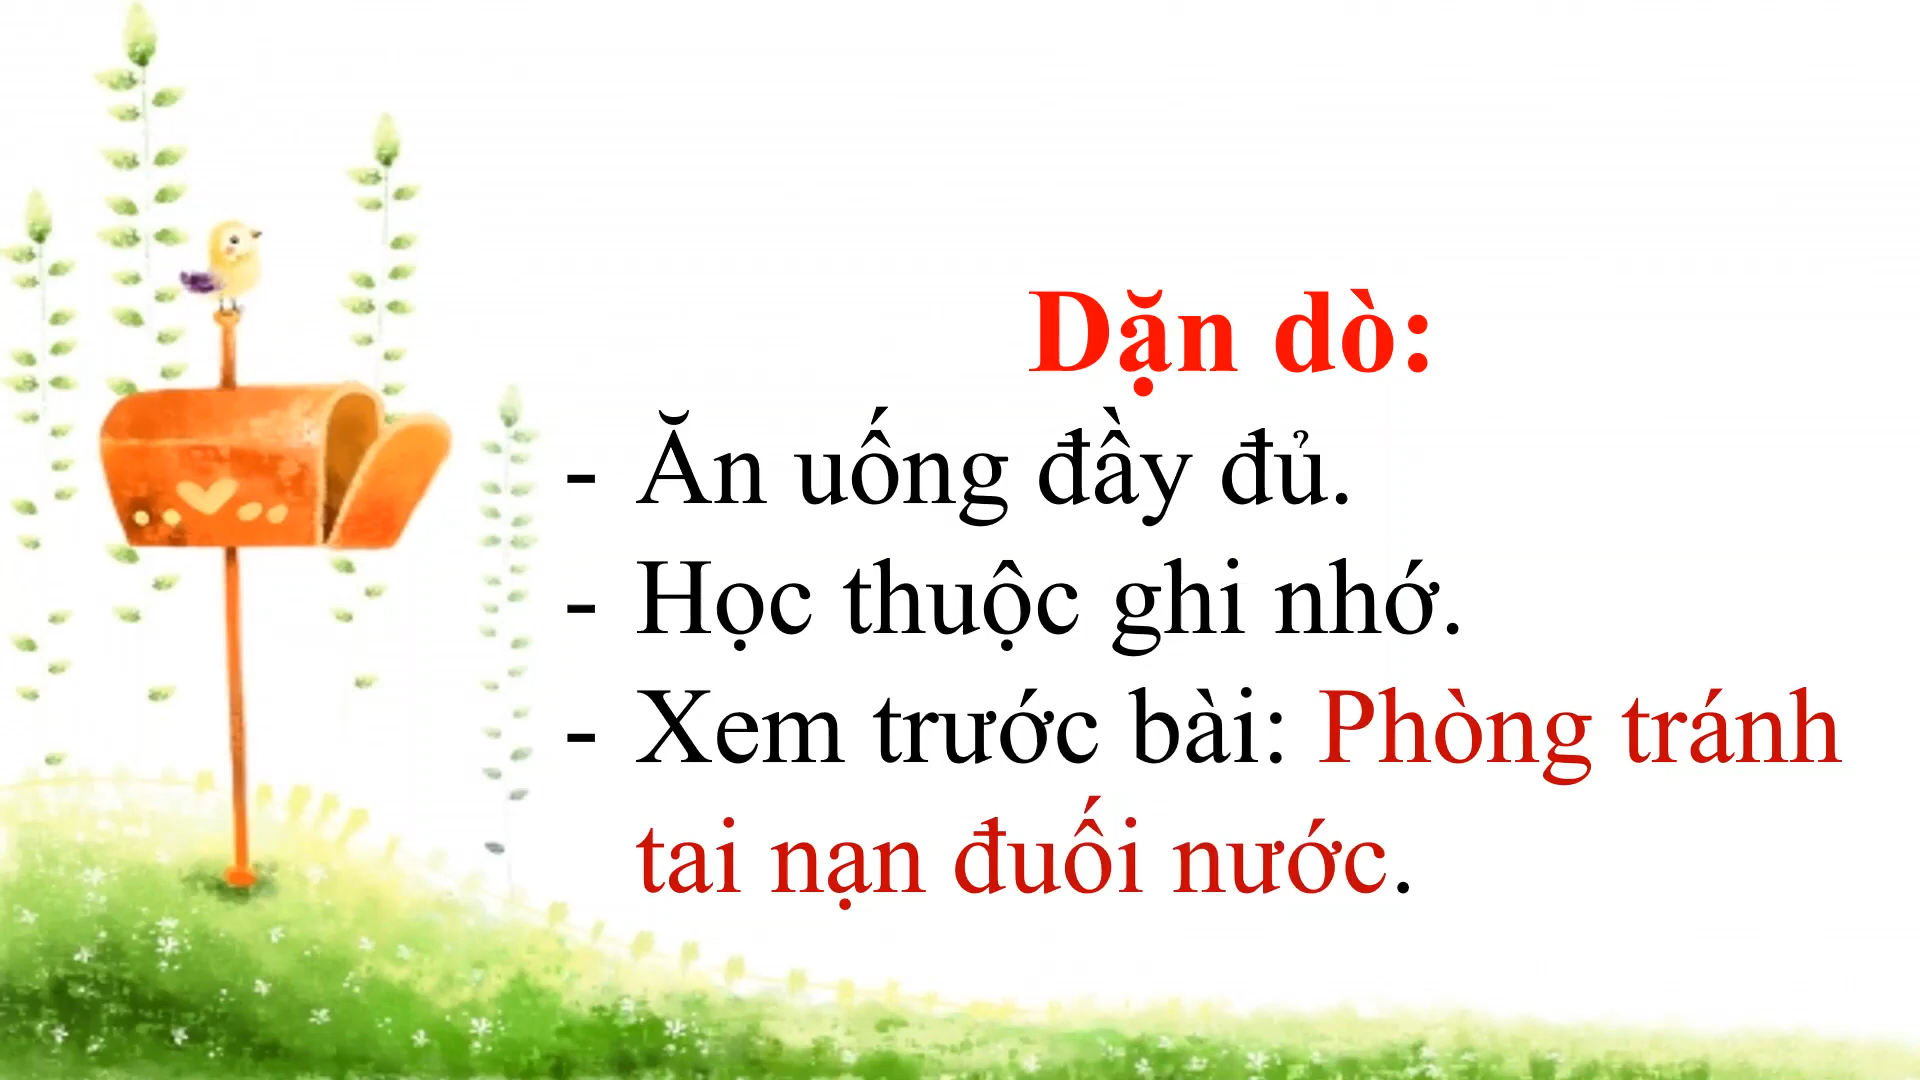 Dặn dò:
- Ăn uống đầy đủ.
- Học thuộc ghi nhớ.
- Xem trước bài: Phòng tránh
tai nạn đuối nước.